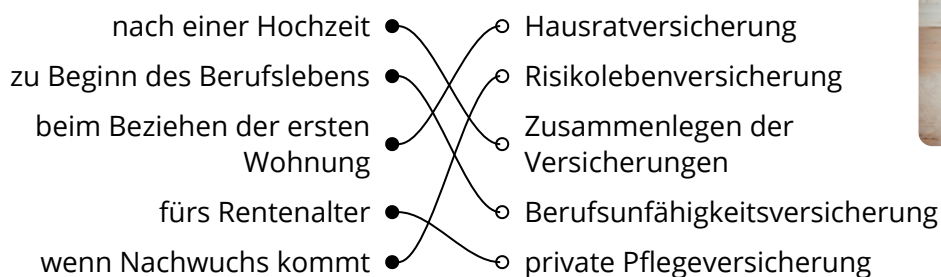 nach einer Hochzeit
zu Beginn des Berufslebens
beim Beziehen der ersten
Wohnung
fürs Rentenalter
wenn Nachwuchs kommt
Hausratversicherung
Risikolebenversicherung
Zusammenlegen der
Versicherungen
Berufsunfähigkeitsversicherung
private Pflegeversicherung